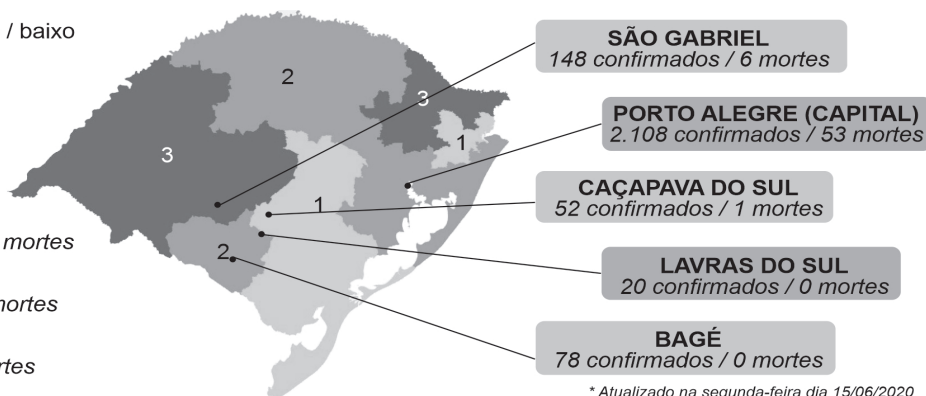 / baixo
mortes
mortes
rtes
2
3
3
1
1
2
SÃO GABRIEL
148 confirmados / 6 mortes
PORTO ALEGRE (CAPITAL)
2.108 confirmados / 53 mortes
CAÇAPAVA DO SUL
52 confirmados / 1 mortes
LAVRAS DO SUL
20 confirmados / 0 mortes
BAGÉ
78 confirmados / 0 mortes
* Atualizado na segunda-feira dia 15/06/2020